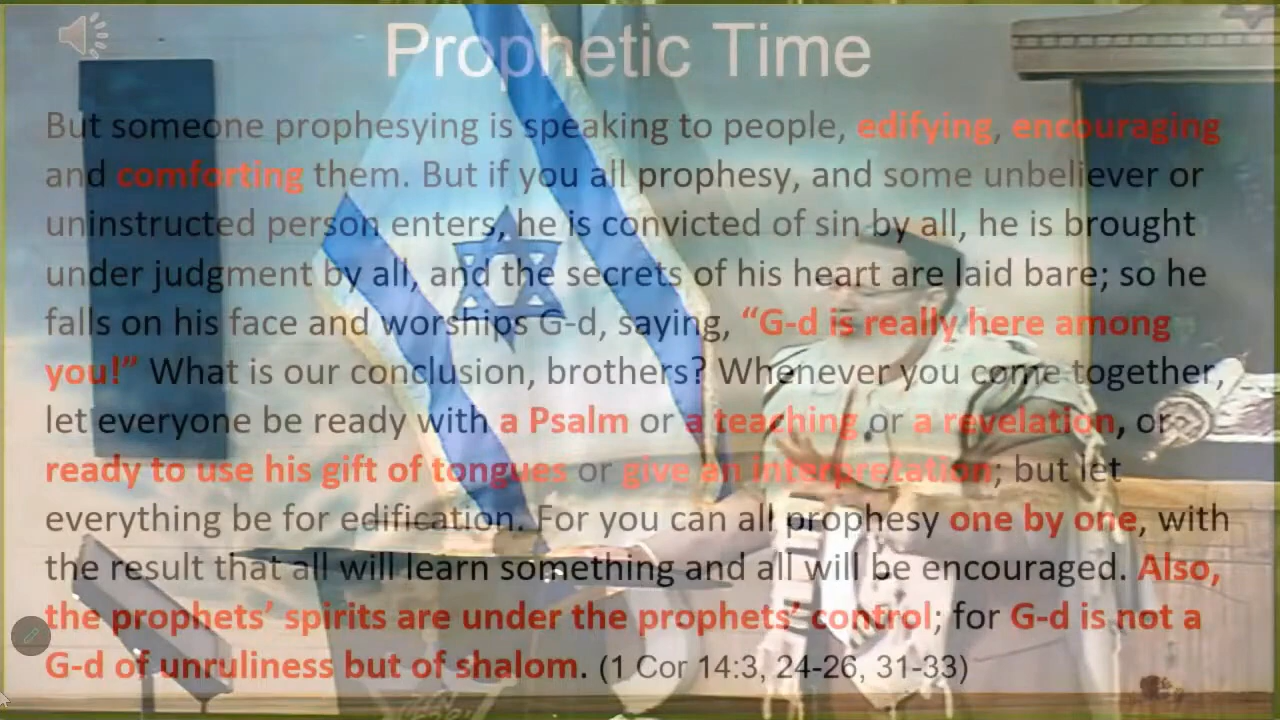 Prophetic Time
But someone prophesying is speaking to people, edifying, encouraging
and comforting them. But if you all prophesy, and some unbeliever or
uninstructed person enters, he is convicted of sin by all, he is brought
under judgment by all, and the secrets of his heart are laid bare; so he
falls on his face and worships G-d, saying, “G-d is really here among
you!” What is our conclusion, brothers? Whenever you come together,
let everyone be ready with a Psalm or a teaching or a revelation, or
ready to use his gift of tongues or give an interpretation; but let
everything be for edification. For you can all prophesy one by one, with
the result that all will learn something and all will be encouraged. Also,
the prophets’ spirits are under the prophets’ control; for G-d is not a
G-d of unruliness but of shalom. (1 Cor 14:3, 24-26, 31-33)